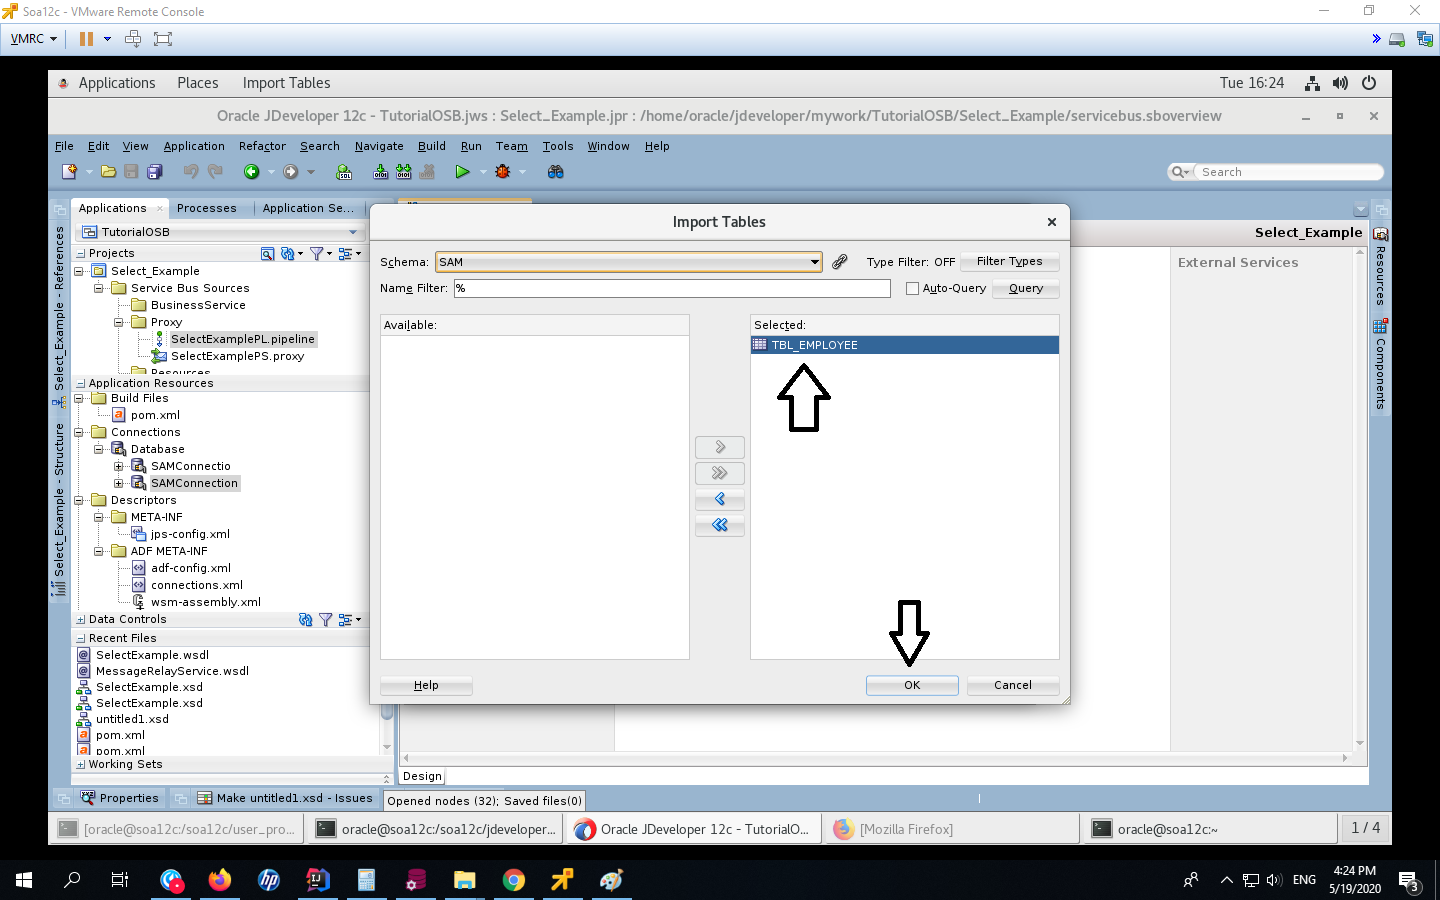 Soa12c - VMware Remote Console
VMRC
Applications Places Import Tables Tue 16:24
Oracle JDeveloper 12c - TutorialOSB.jws : Select_Example.jpr : /home/oracle/jdeveloper/mywork/TutorialOSB/Select_Example/servicebus.sboverview
File Edit View Application Refactor Search Navigate Build Run Team Tools Window Help
Search
Applications Processes Application Se...
TutorialOSB
Projects
Select_Example
Service Bus Sources
BusinessService
Proxy
SelectExamplePL.pipeline
SelectExamplePS.proxy
Resources
Application Resources
Build Files
pom.xml
Connections
Database
SAMConnectio
SAMConnection
Descriptors
META-INF
jps-config.xml
ADF META-INF
adf-config.xml
connections.xml
wsm-assembly.xml
Data Controls
Recent Files
SelectExample.wsdl
MessageRelayService.wsdl
SelectExample.xsd
SelectExample.xsd
untitled1.xsd
pom.xml
pom.xml
Working Sets
Select_Example - References
Select_Example - Structure
Import Tables
Schema: SAM Type Filter: OFF Filter Types
Name Filter: % Auto-Query Query
Available: Selected:
TBL_EMPLOYEE
Help OK Cancel
Select_Example
External Services
Resources
Components
Design
Properties Make untitled1.xsd - Issues Opened nodes (32); Saved files(0)
[oracle@soa12c:/soa12c/user_pro... oracle@soa12c:/soa12c/jdeveloper... Oracle JDeveloper 12c - TutorialO... [Mozilla Firefox] oracle@soa12c:~ 1 / 4
hp ENG 4:24 PM
5/19/2020
3